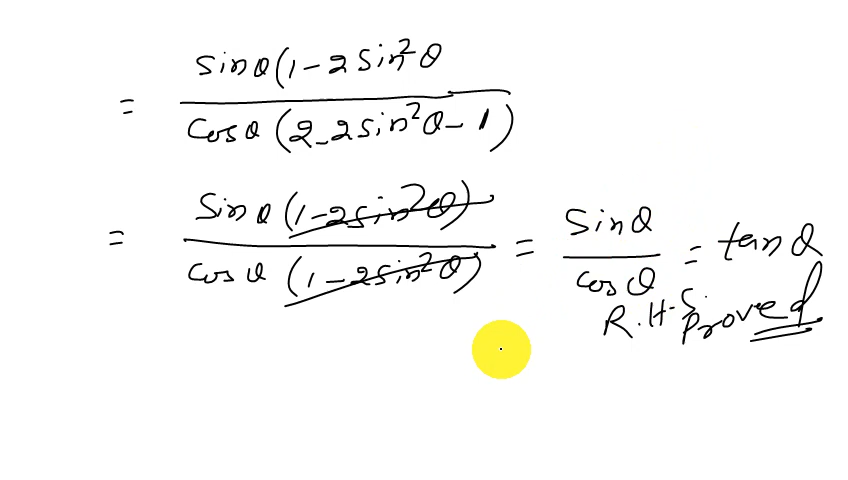 = sinθ(1-2sin²θ / cosθ(2-2sin²θ-1)
= sinθ(1-2sin²θ) / cosθ(1-2sin²θ) = sinθ / cosθ = tanθ
R.H.S. Proved